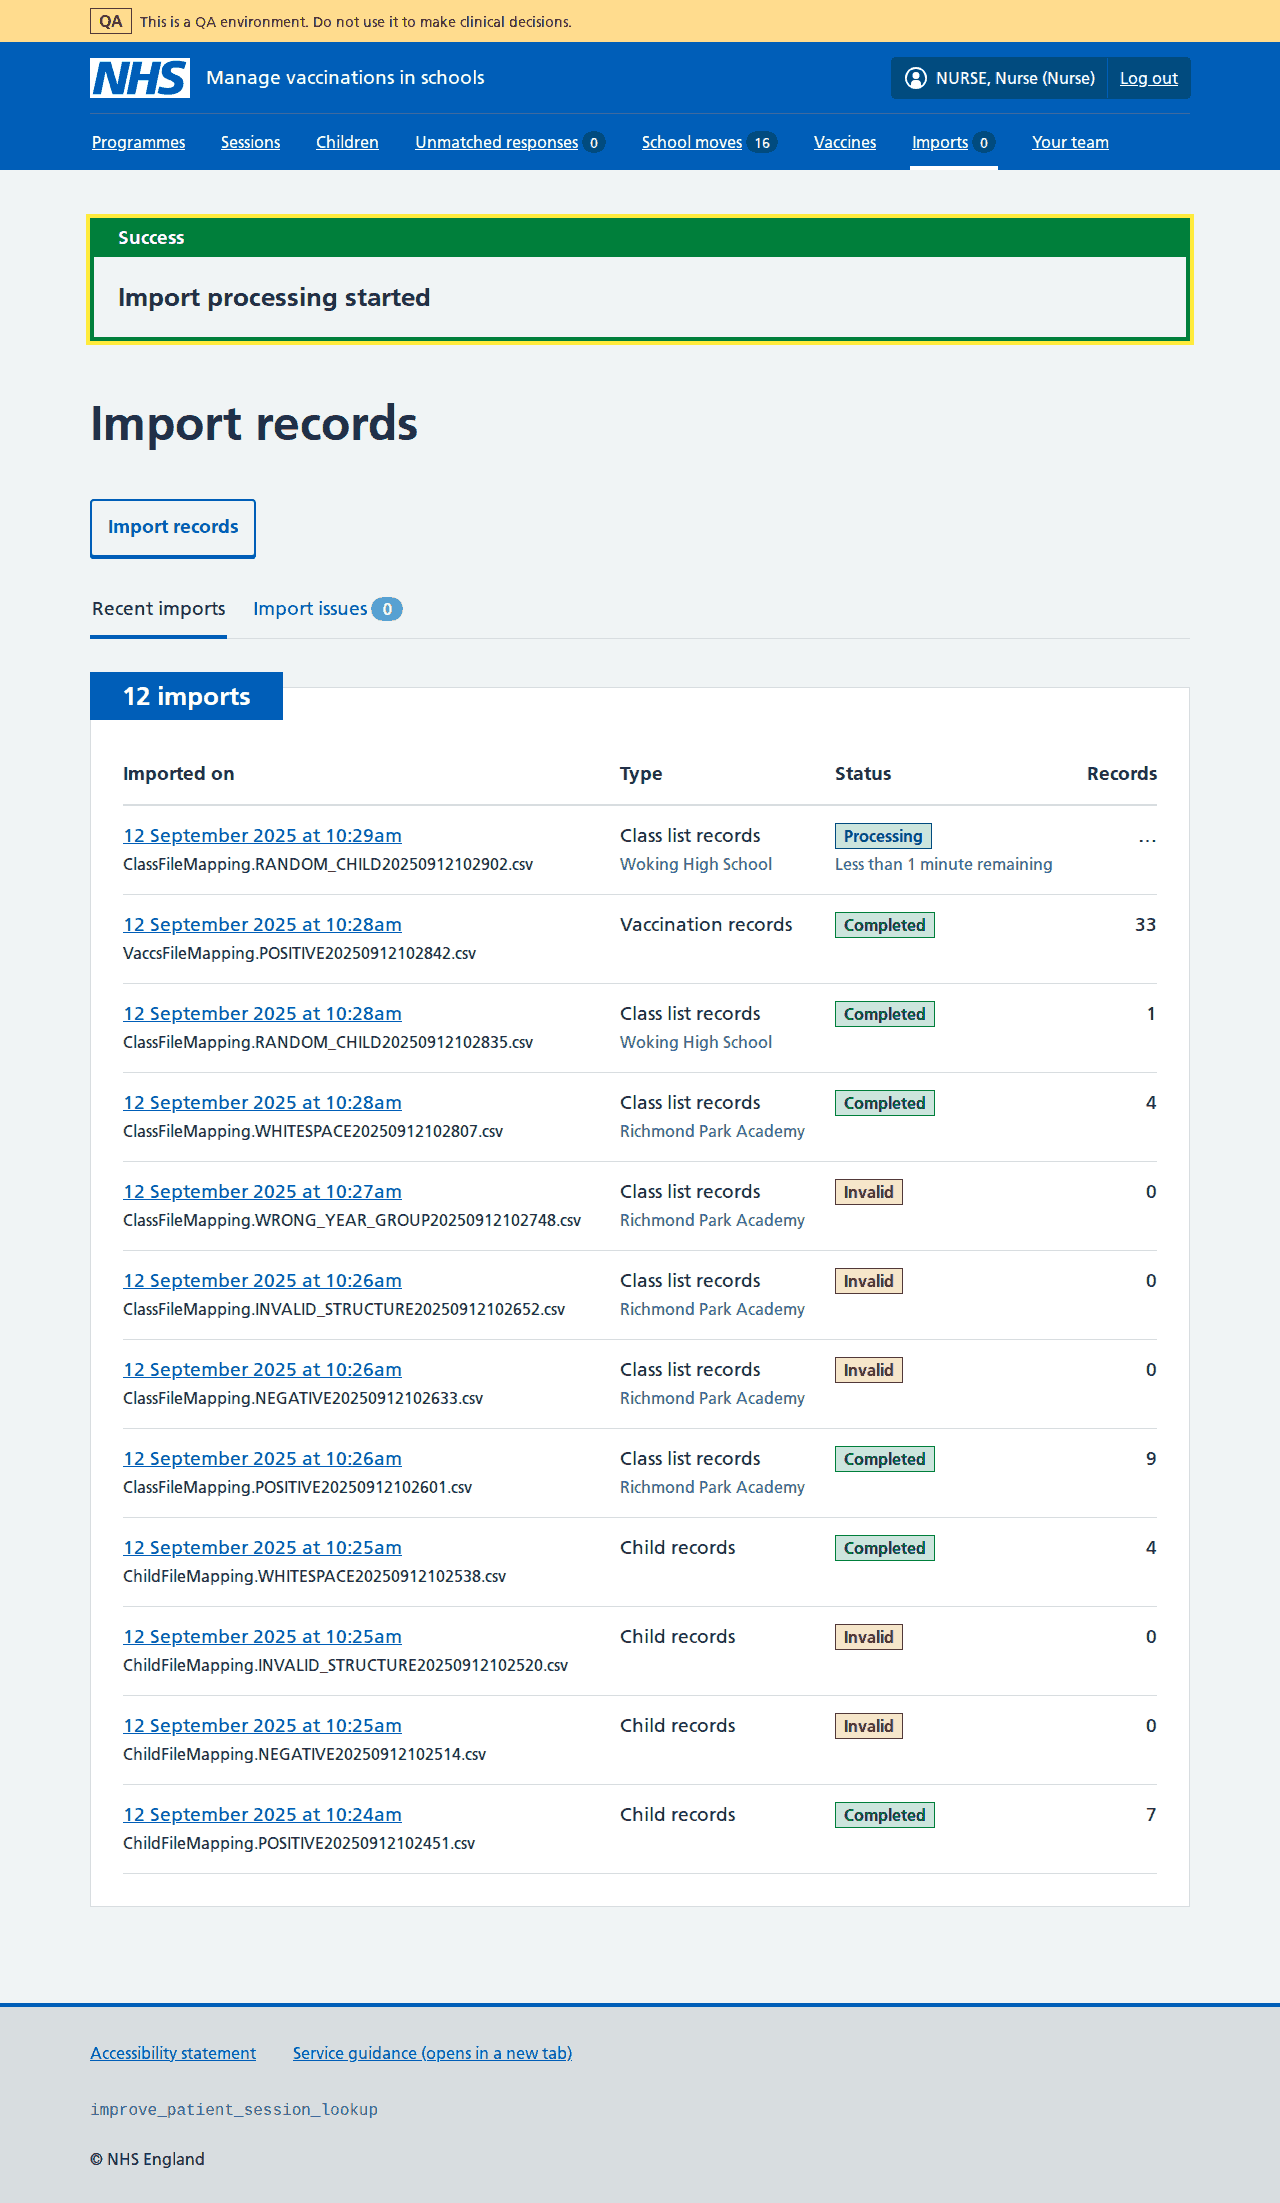 QA This is a QA environment. Do not use it to make clinical decisions.
NHS Manage vaccinations in schools NURSE, Nurse (Nurse) Log out
Programmes Sessions Children Unmatched responses 0 School moves 16 Vaccines Imports 0 Your team
Success
Import processing started
Import records
Import records
Recent imports Import issues 0
12 imports
Imported on Type Status Records
12 September 2025 at 10:29am Class list records Processing ...
ClassFileMapping.RANDOM_CHILD20250912102902.csv Woking High School Less than 1 minute remaining
12 September 2025 at 10:28am Vaccination records Completed 33
VaccsFileMapping.POSITIVE20250912102842.csv
12 September 2025 at 10:28am Class list records Completed 1
ClassFileMapping.RANDOM_CHILD20250912102835.csv Woking High School
12 September 2025 at 10:28am Class list records Completed 4
ClassFileMapping.WHITESPACE20250912102807.csv Richmond Park Academy
12 September 2025 at 10:27am Class list records Invalid 0
ClassFileMapping.WRONG_YEAR_GROUP20250912102748.csv Richmond Park Academy
12 September 2025 at 10:26am Class list records Invalid 0
ClassFileMapping.INVALID_STRUCTURE20250912102652.csv Richmond Park Academy
12 September 2025 at 10:26am Class list records Invalid 0
ClassFileMapping.NEGATIVE20250912102633.csv Richmond Park Academy
12 September 2025 at 10:26am Class list records Completed 9
ClassFileMapping.POSITIVE20250912102601.csv Richmond Park Academy
12 September 2025 at 10:25am Child records Completed 4
ChildFileMapping.WHITESPACE20250912102538.csv
12 September 2025 at 10:25am Child records Invalid 0
ChildFileMapping.INVALID_STRUCTURE20250912102520.csv
12 September 2025 at 10:25am Child records Invalid 0
ChildFileMapping.NEGATIVE20250912102514.csv
12 September 2025 at 10:24am Child records Completed 7
ChildFileMapping.POSITIVE20250912102451.csv
Accessibility statement Service guidance (opens in a new tab)
improve_patient_session_lookup
© NHS England